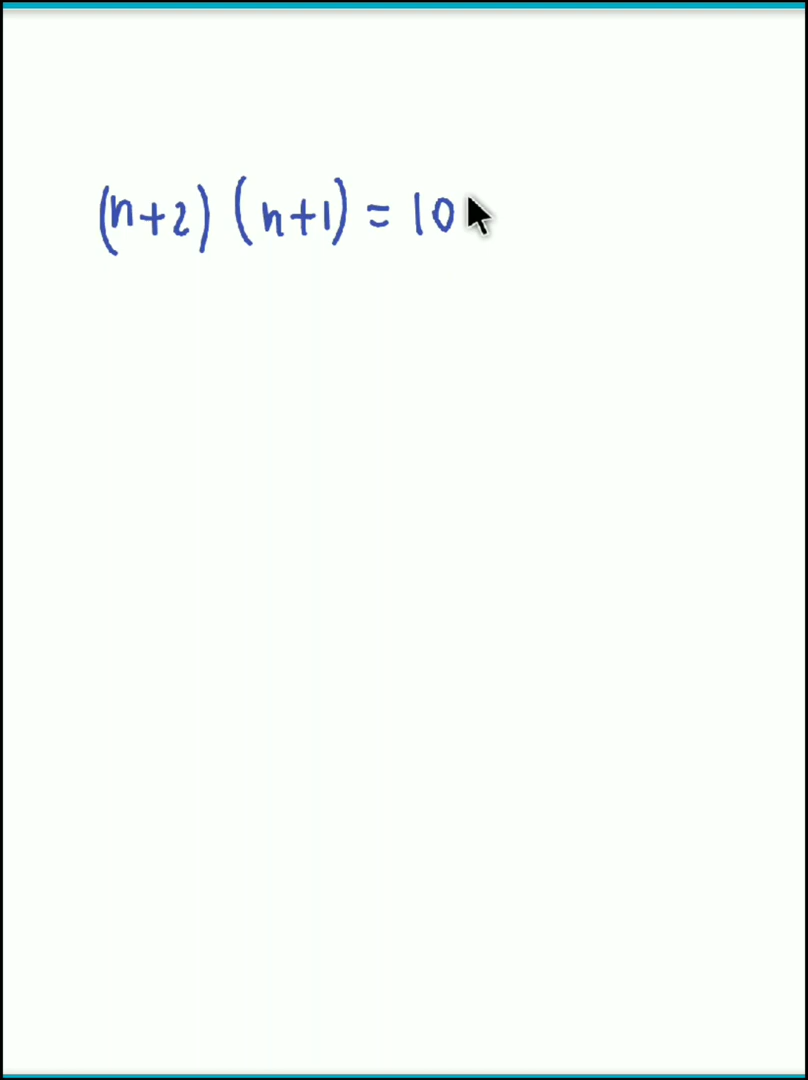 (n+2) (n+1) = 10